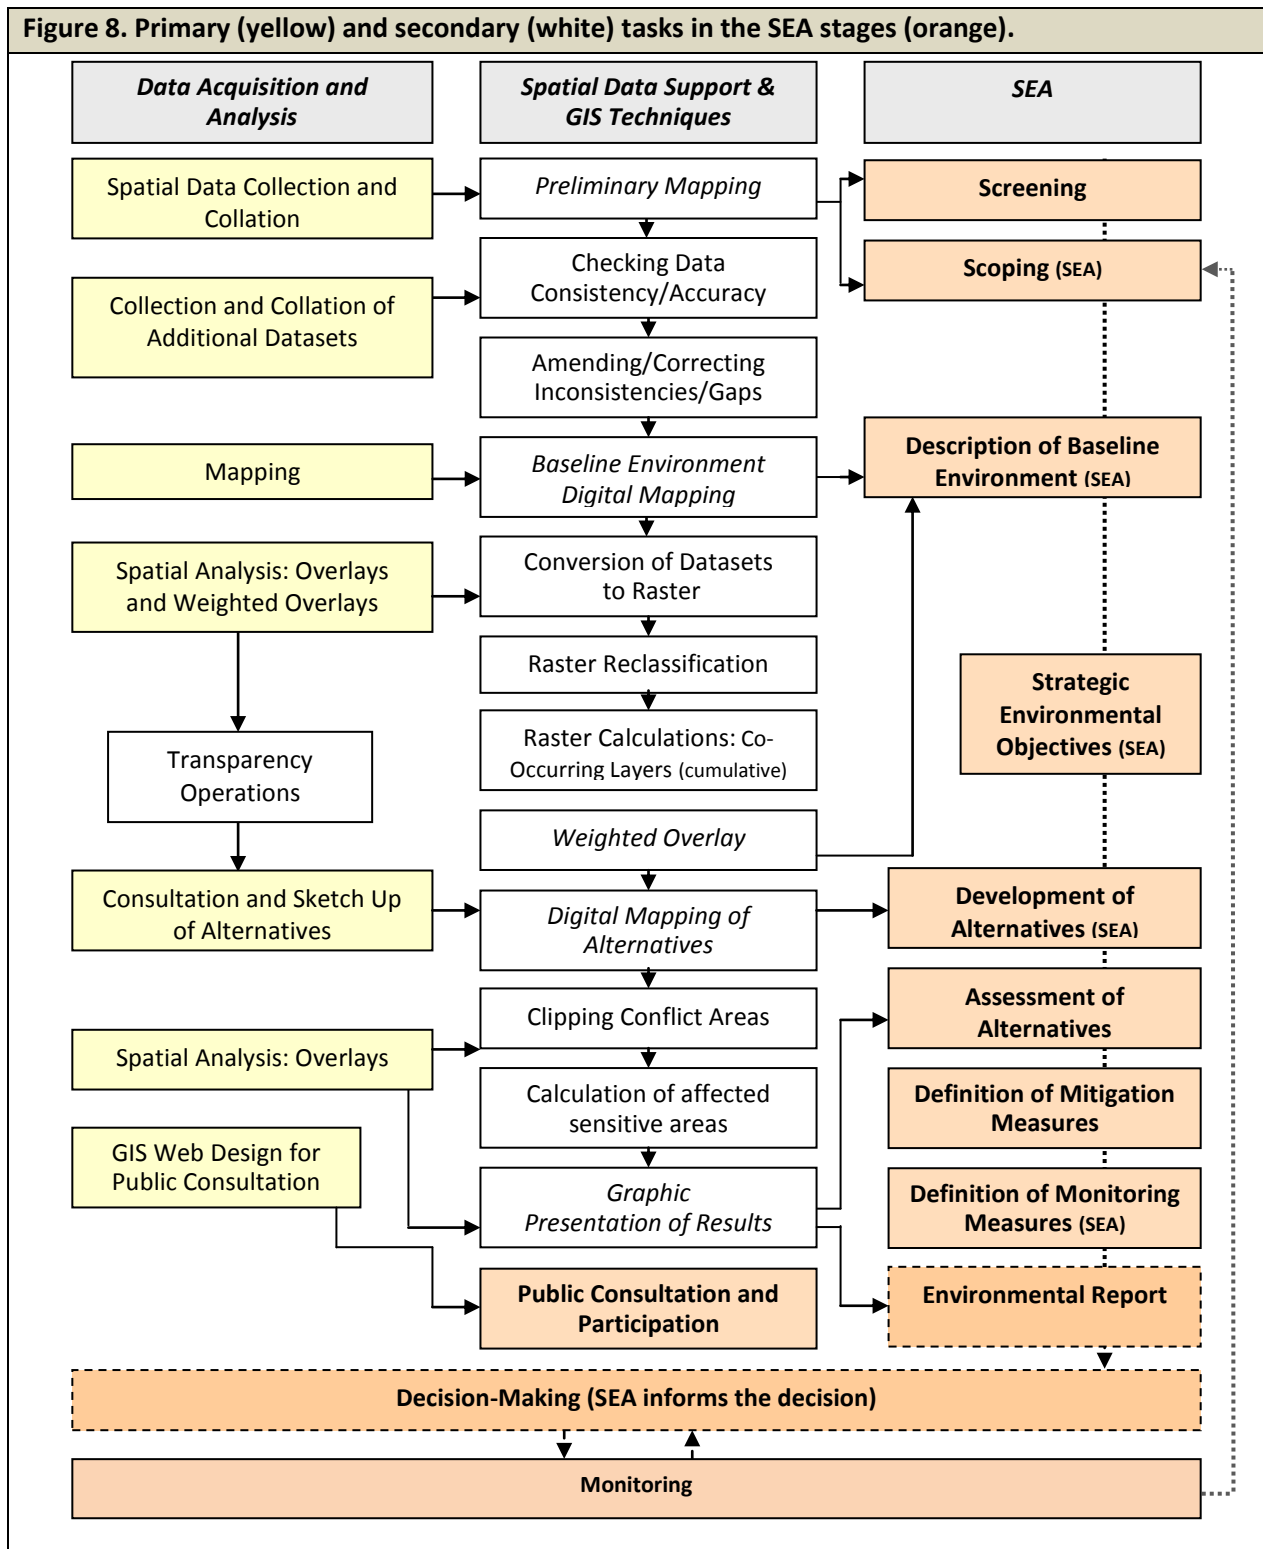 Figure 8. Primary (yellow) and secondary (white) tasks in the SEA stages (orange).
Data Acquisition and
Analysis
Spatial Data Support &
GIS Techniques
SEA
Spatial Data Collection and
Collation
Preliminary Mapping
Screening
Checking Data
Consistency/Accuracy
Scoping (SEA)
Collection and Collation of
Additional Datasets
Amending/Correcting
Inconsistencies/Gaps
Mapping
Baseline Environment
Digital Mapping
Description of Baseline
Environment (SEA)
Spatial Analysis: Overlays
and Weighted Overlays
Conversion of Datasets
to Raster
Raster Reclassification
Strategic
Environmental
Objectives (SEA)
Transparency
Operations
Raster Calculations: Co-
Occurring Layers (cumulative)
Weighted Overlay
Consultation and Sketch Up
of Alternatives
Digital Mapping of
Alternatives
Development of
Alternatives (SEA)
Clipping Conflict Areas
Assessment of
Alternatives
Spatial Analysis: Overlays
Calculation of affected
sensitive areas
Definition of Mitigation
Measures
GIS Web Design for
Public Consultation
Graphic
Presentation of Results
Definition of Monitoring
Measures (SEA)
Public Consultation and
Participation
Environmental Report
Decision-Making (SEA informs the decision)
Monitoring